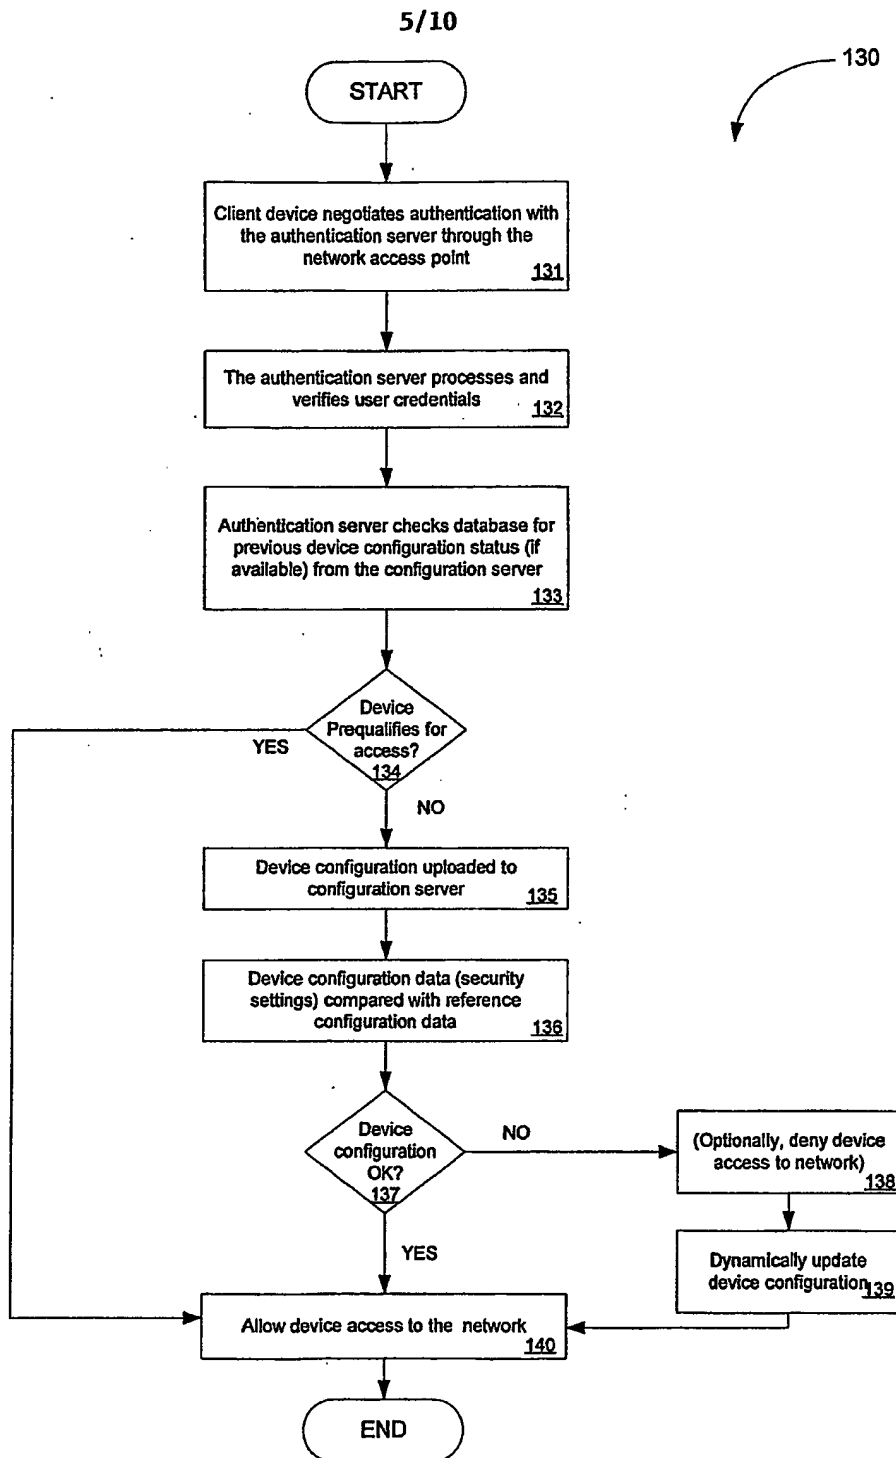 5/10
130
START
Client device negotiates authentication with
the authentication server through the
network access point
131
The authentication server processes and
verifies user credentials
132
Authentication server checks database for
previous device configuration status (if
available) from the configuration server
133
Device
Prequalifies for
access?
134
YES
NO
Device configuration uploaded to
configuration server
135
Device configuration data (security
settings) compared with reference
configuration data
136
Device
configuration
OK?
137
NO
(Optionally, deny device
access to network)
138
YES
Dynamically update
device configuration
139
Allow device access to the network
140
END